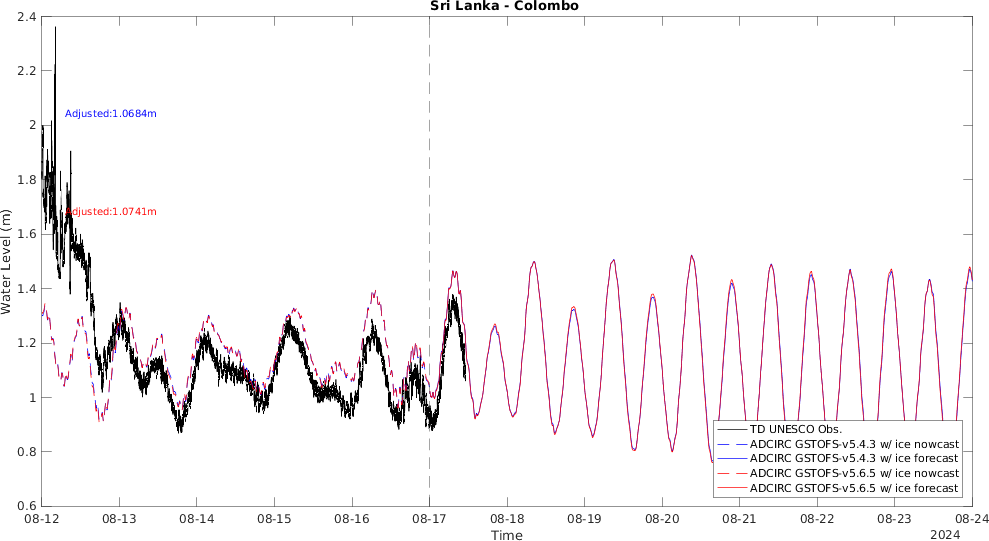 Sri Lanka - Colombo
2.4
2.2
2
1.8
1.6
1.4
1.2
1
0.8
0.6
Water Level (m)
Adjusted:1.0684m
Adjusted:1.0741m
TD UNESCO Obs.
ADCIRC GSTOFS-v5.4.3 w/ ice nowcast
ADCIRC GSTOFS-v5.4.3 w/ ice forecast
ADCIRC GSTOFS-v5.6.5 w/ ice nowcast
ADCIRC GSTOFS-v5.6.5 w/ ice forecast
08-12 08-13 08-14 08-15 08-16 08-17 08-18 08-19 08-20 08-21 08-22 08-23 08-24
Time
2024